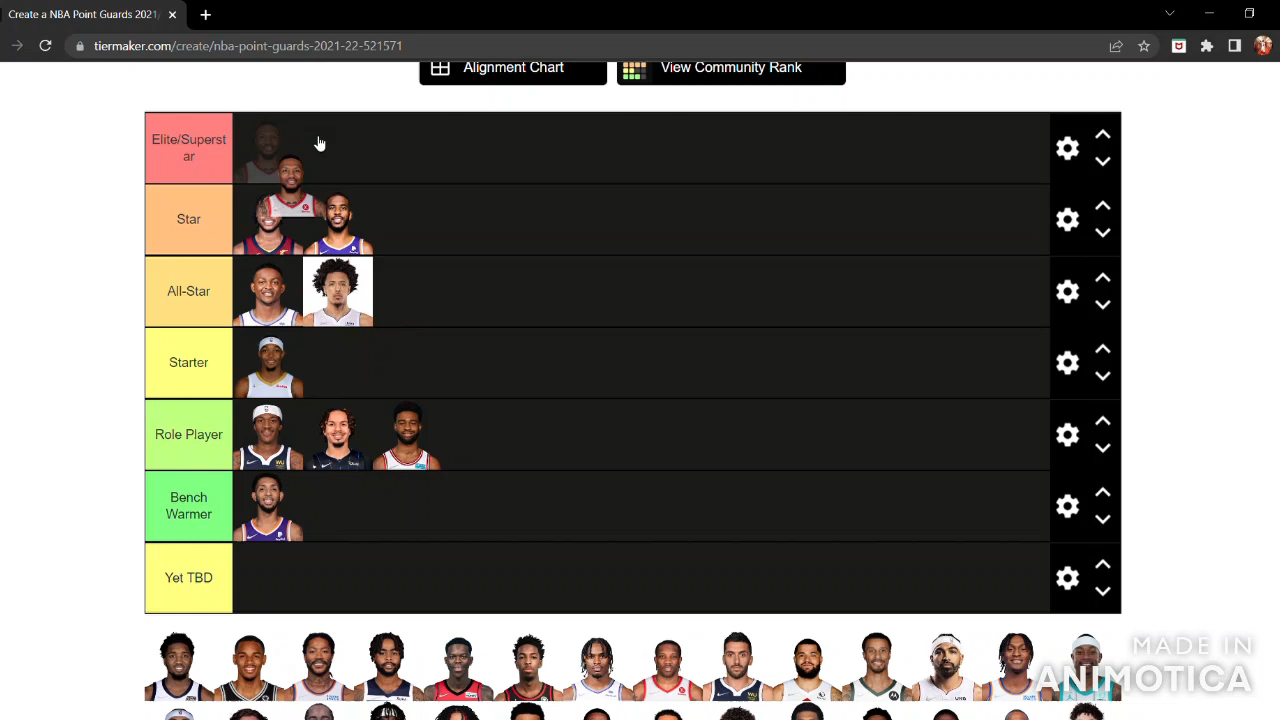 Create a NBA Point Guards 2021/
tiermaker.com/create/nba-point-guards-2021-22-521571
Alignment Chart
View Community Rank
Elite/Superst
ar
Star
All-Star
Starter
Role Player
Bench
Warmer
Yet TBD
MADE IN
ANIMOTICA